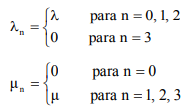 λₙ = { λ para n = 0, 1, 2
0 para n = 3
μₙ = { 0 para n = 0
μ para n = 1, 2, 3